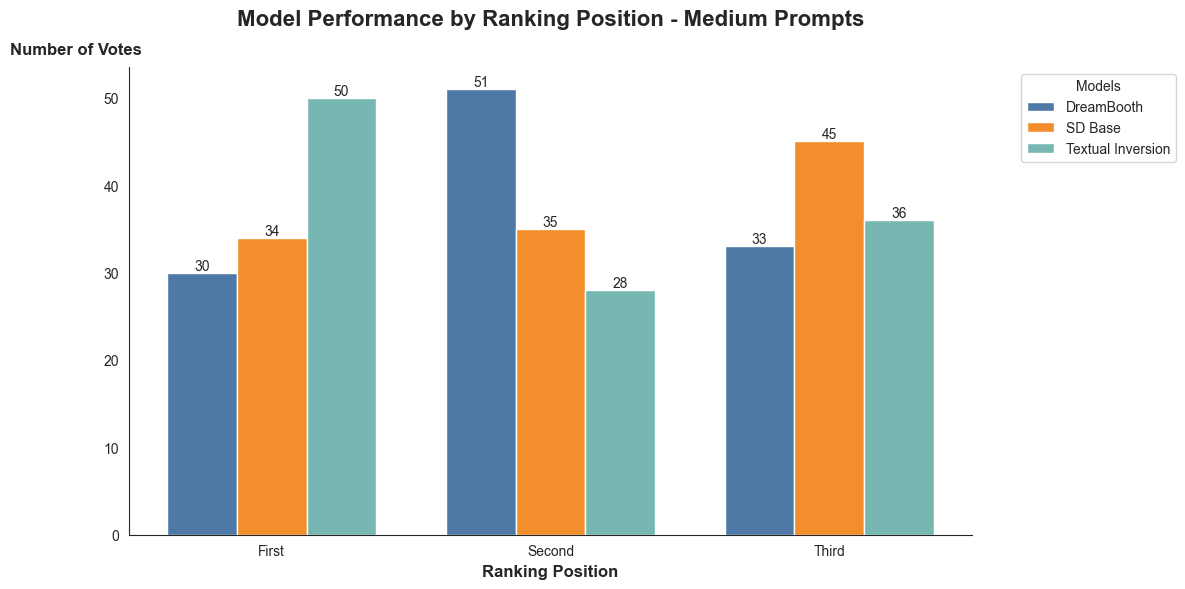 Model Performance by Ranking Position - Medium Prompts
Number of Votes
Models
DreamBooth
SD Base
Textual Inversion
50
40
30
20
10
0
30
34
50
51
35
28
33
45
36
First
Second
Third
Ranking Position